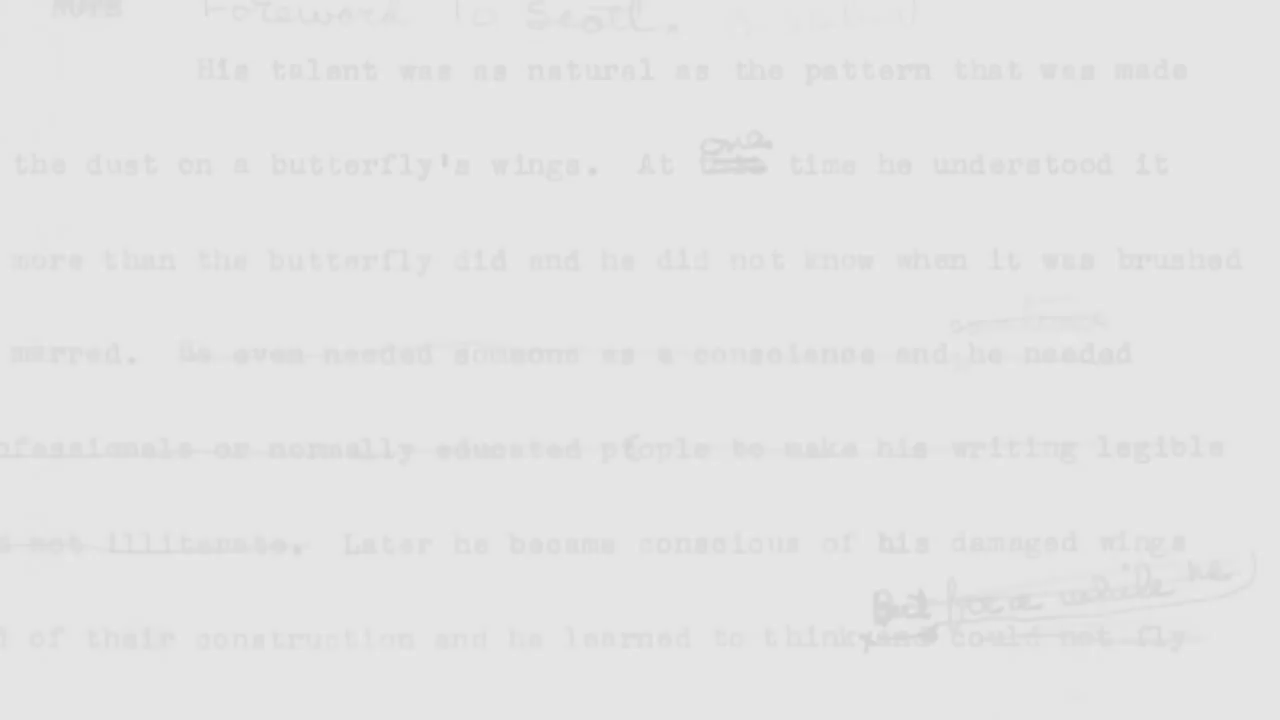 Foreword to Scott.
His talent was as natural as the pattern that was made
the dust on a butterfly's wings. At one time he understood it
more than the butterfly did and he did not know when it was brushed
marred. He even needed someone as a conscience and he needed
ofessionals or normally educated people to make his writing legible
not illiterate. Later he became conscious of his damaged wings
But for a while he
of their construction and he learned to think and could not fly